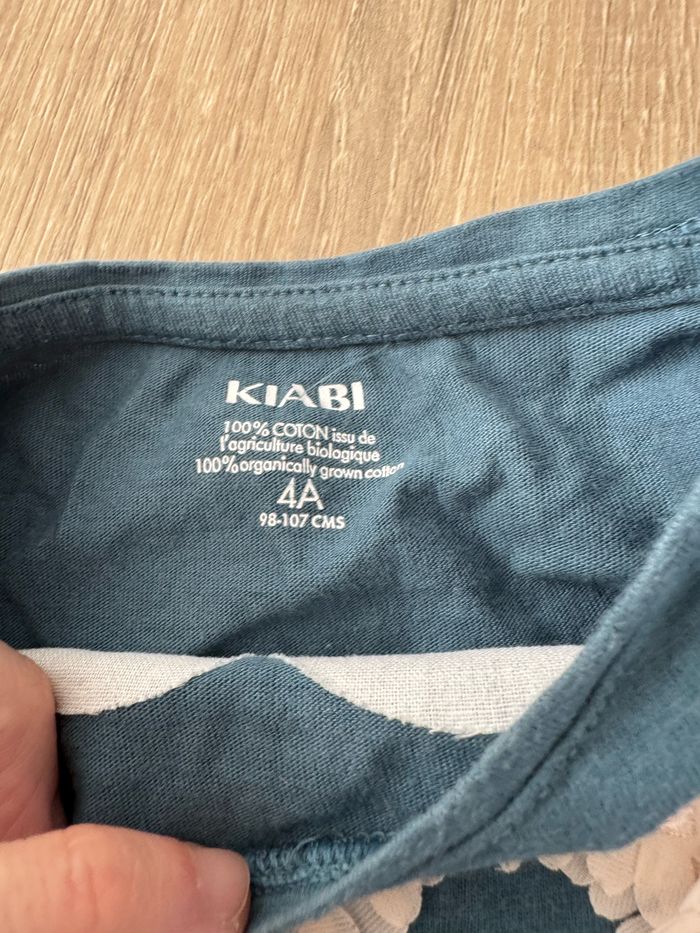 KIABI
100% COTON issu de
l'agriculture biologique
100% organically grown cotton
4A
98-107 CMS